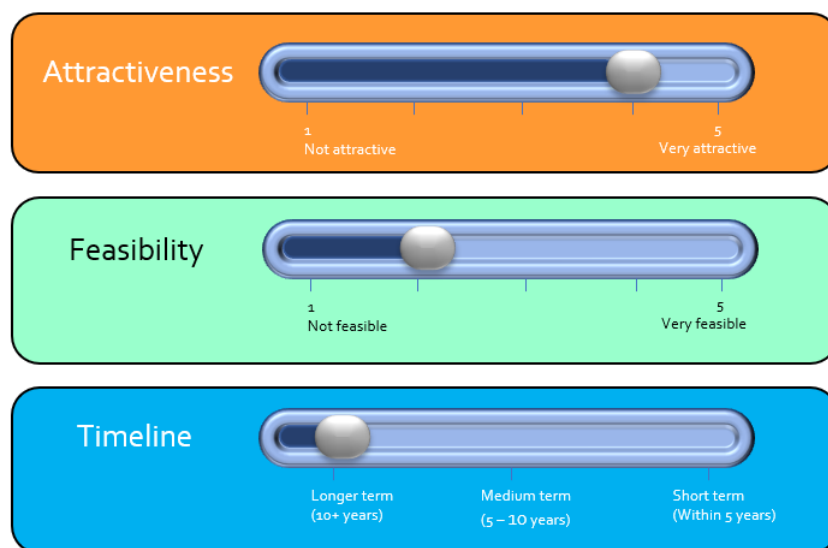 Attractiveness
1
5
Not attractive
Very attractive
Feasibility
1
5
Not feasible
Very feasible
Timeline
Longer term
(10+ years)
Medium term
(5 – 10 years)
Short term
(Within 5 years)